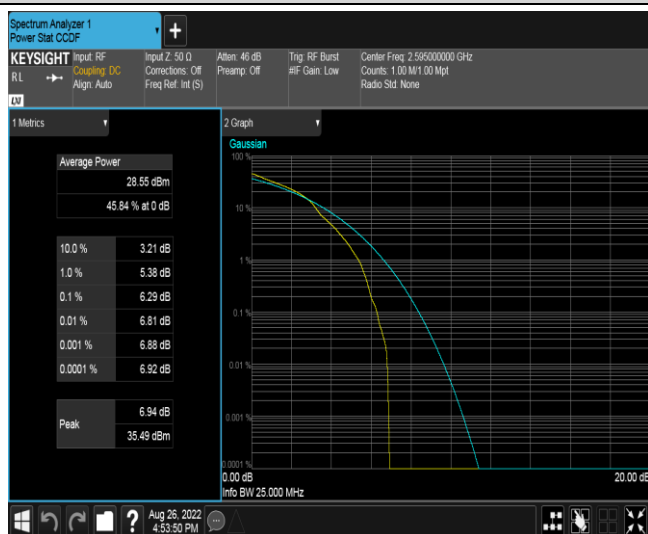 Spectrum Analyzer 1
Power Stat CCDF
KEYSIGHT Input: RF Input Z: 50 Ω Atten: 46 dB Trig: RF Burst Center Freq: 2.595000000 GHz
RL Coupling: DC Corrections: Off Preamp: Off #IF Gain: Low Counts: 1.00 M/1.00 Mpt
Align: Auto Freq Ref: Int (S) Radio Std: None
LXI
1 Metrics
2 Graph
Average Power
28.55 dBm
45.84 % at 0 dB
10.0 % 3.21 dB
1.0 % 5.38 dB
0.1 % 6.29 dB
0.01 % 6.81 dB
0.001 % 6.88 dB
0.0001 % 6.92 dB
Peak 6.94 dB
35.49 dBm
Gaussian
100 %
10 %
1 %
0.1 %
0.01 %
0.001 %
0.0001 %
0.00 dB 20.00 dB
Info BW 25.000 MHz
Aug 26, 2022
4:53:50 PM